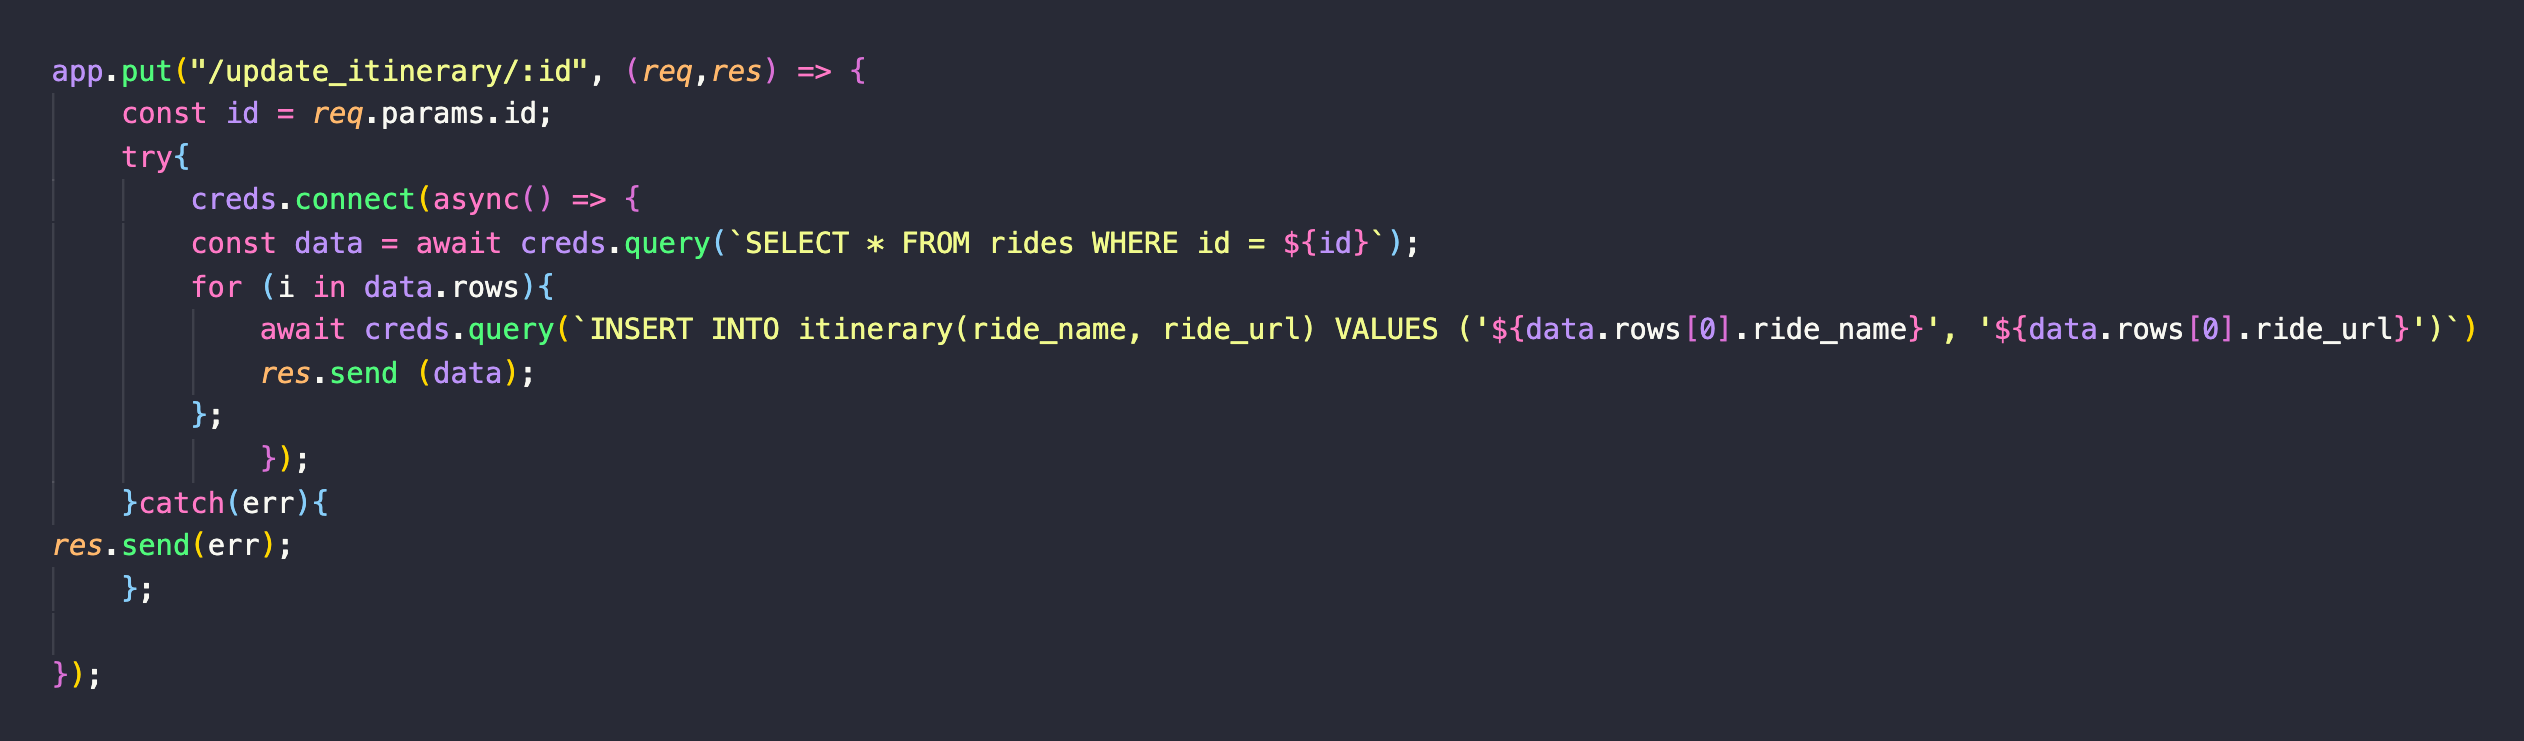 app.put("/update_itinerary/:id", (req,res) => {
    const id = req.params.id;
    try{
        creds.connect(async() => {
        const data = await creds.query(`SELECT * FROM rides WHERE id = ${id}`);
        for (i in data.rows){
            await creds.query(`INSERT INTO itinerary(ride_name, ride_url) VALUES ('${data.rows[0].ride_name}', '${data.rows[0].ride_url}')`)
            res.send (data);
        };
            });
    }catch(err){
res.send(err);
    };
});